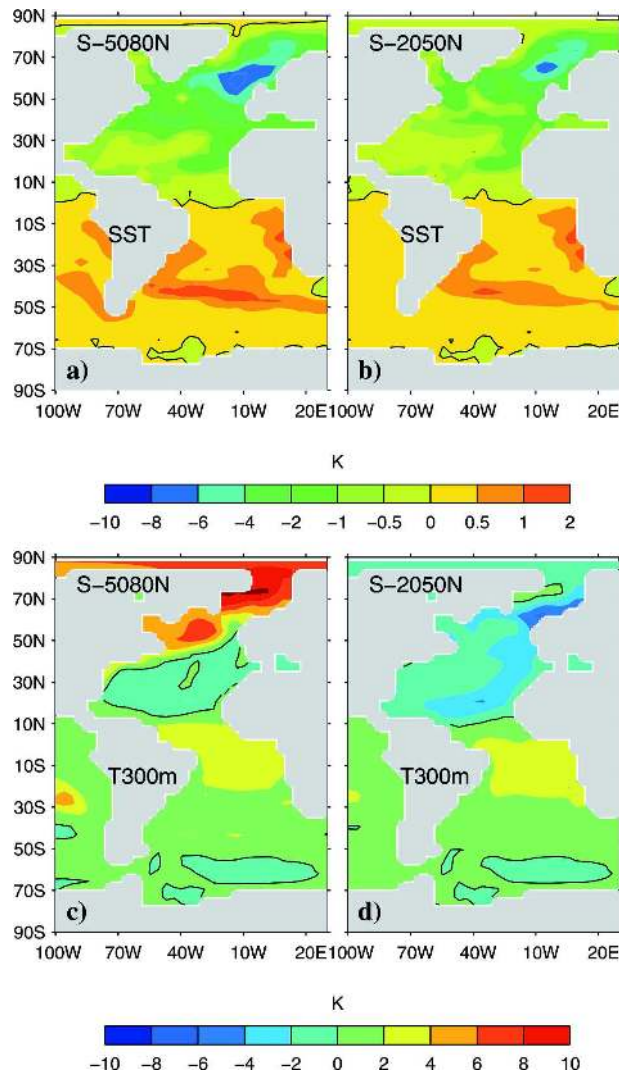 90N
S-5080N
S-2050N
70N
50N
30N
10N
10S
SST
SST
30S
50S
70S
a)
b)
90S
100W 70W 40W 10W 20E 100W 70W 40W 10W 20E
K
-10 -8 -6 -4 -2 -1 -0.5 0 0.5 1 2
90N
S-5080N
S-2050N
70N
50N
30N
10N
10S
T300m
T300m
30S
50S
70S
c)
d)
90S
100W 70W 40W 10W 20E 100W 70W 40W 10W 20E
K
-10 -8 -6 -4 -2 0 2 4 6 8 10